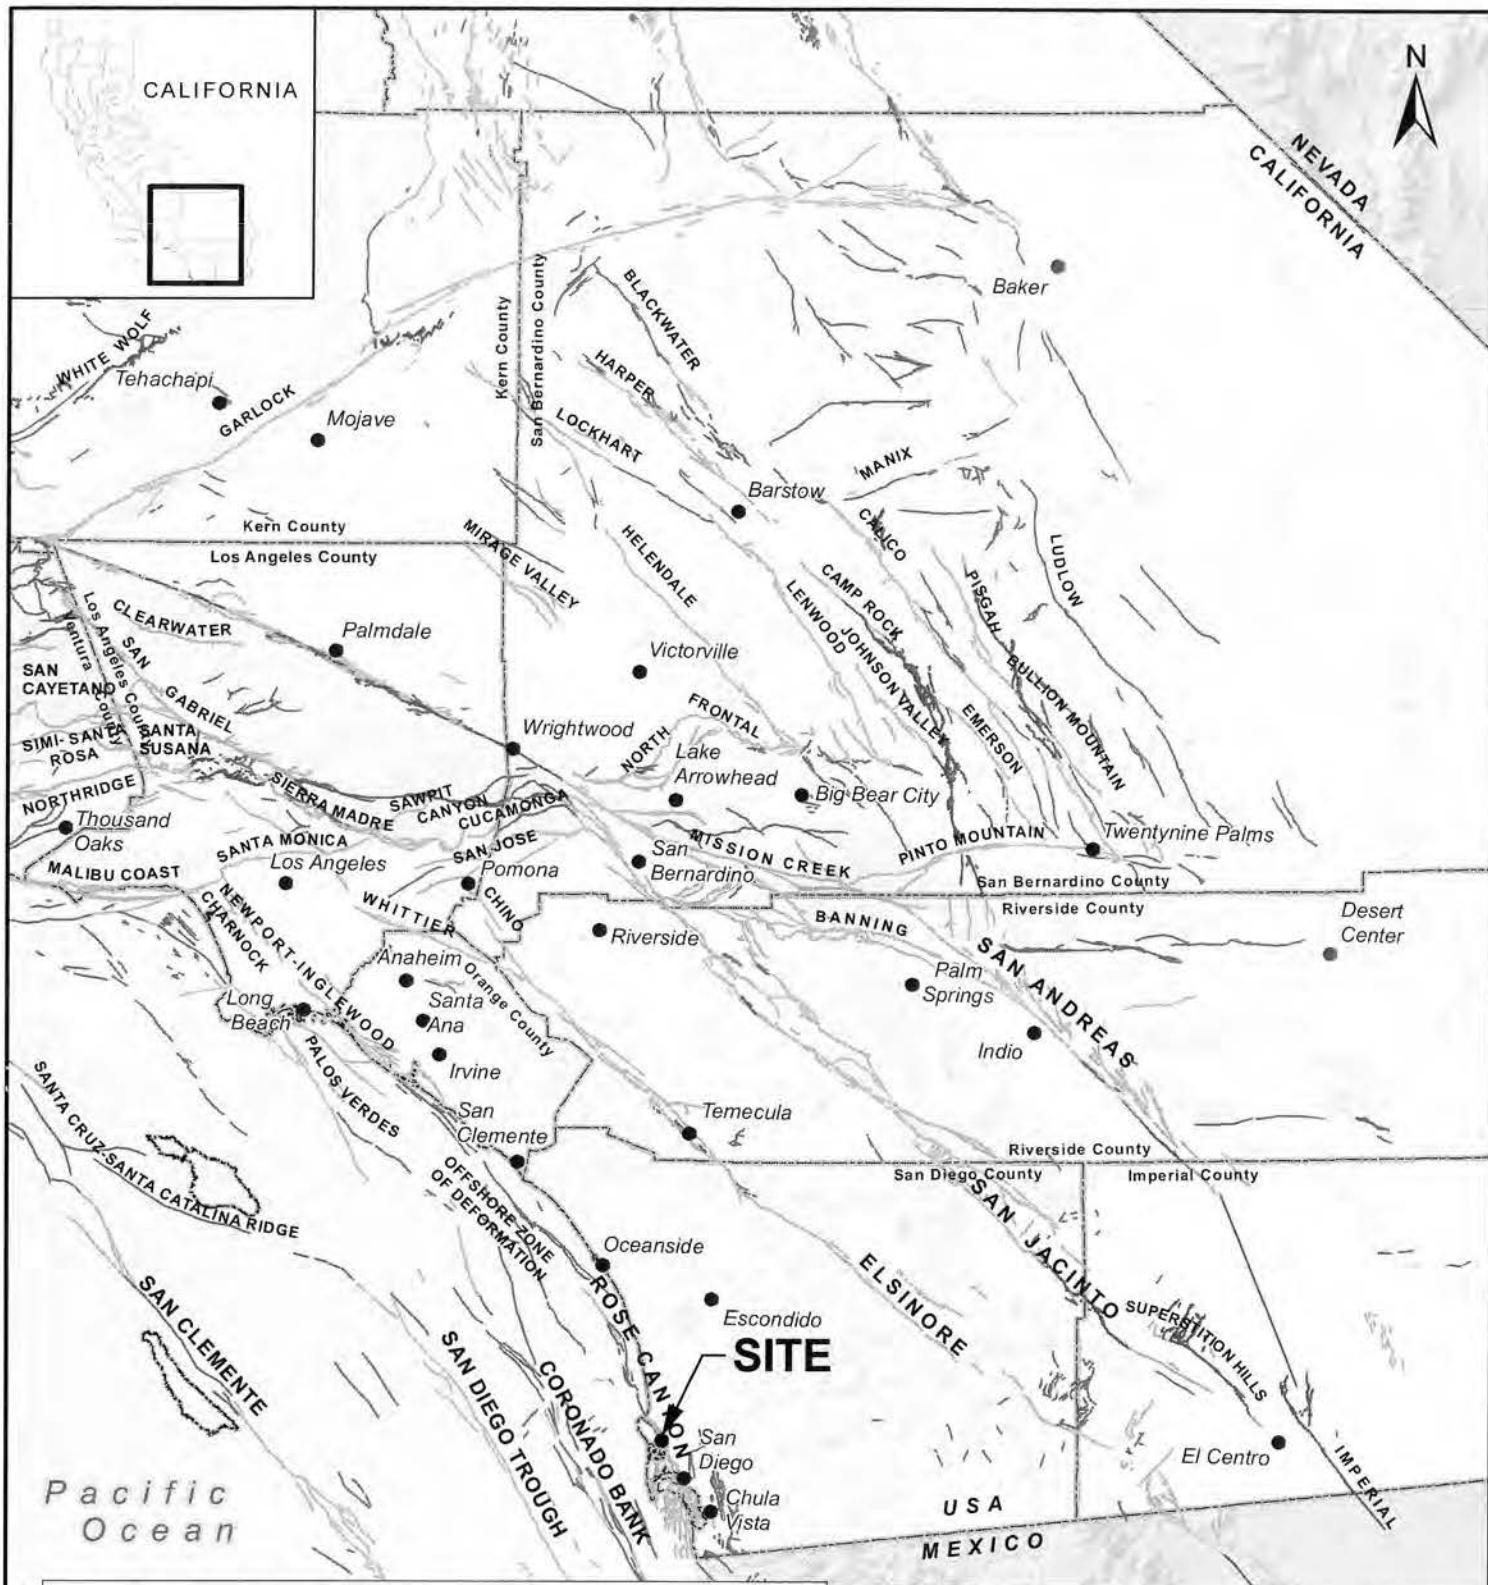 CALIFORNIA
N
NEVADA
CALIFORNIA
Baker
BLACKWATER
Kern County
San Bernardino County
WHITE WOLF
Tehachapi
GARLOCK
Mojave
HARPER
LOCKHART
MANIX
Barstow
CALICO
LUDLOW
Kern County
Los Angeles County
MIRAGE VALLEY
HELENDALE
CAMP ROCK
PISGAH
LENWOOD
JOHNSON VALLEY
BULLION MOUNTAIN
EMERSON
Los Angeles County
Ventura County
CLEARWATER
Palmdale
Victorville
SAN
CAYETANO
SAN GABRIEL
SIMI-SANTA
ROSA
SANTA
SUSANA
Wrightwood
NORTH FRONTAL
Lake
Arrowhead
Big Bear City
NORTHRIDGE
SIERRA MADRE
SAWPIT
CANYON
CUCAMONGA
Thousand
Oaks
SANTA MONICA
Los Angeles
SAN JOSE
Pomona
San
Bernardino
MISSION CREEK
PINTO MOUNTAIN
Twentynine Palms
MALIBU COAST
San Bernardino County
Riverside County
NEWPORT-INGLEWOOD
CHARNOCK
WHITTIER
CHINO
Riverside
BANNING
SAN ANDREAS
Desert
Center
Anaheim
Orange County
Palm
Springs
Long
Beach
Santa
Ana
Indio
Irvine
PALOS VERDES
SANTA CRUZ-SANTA CATALINA RIDGE
San
Clemente
Temecula
Riverside County
San Diego County
Imperial County
OFFSHORE ZONE
OF DEFORMATION
SAN JACINTO
Oceanside
ELSINORE
ROSE CANYON
SAN CLEMENTE
Escondido
SUPERSTITION HILLS
SITE
SAN DIEGO TROUGH
CORONADO BANK
San
Diego
El Centro
IMPERIAL
Pacific
Ocean
Chula
Vista
USA
MEXICO